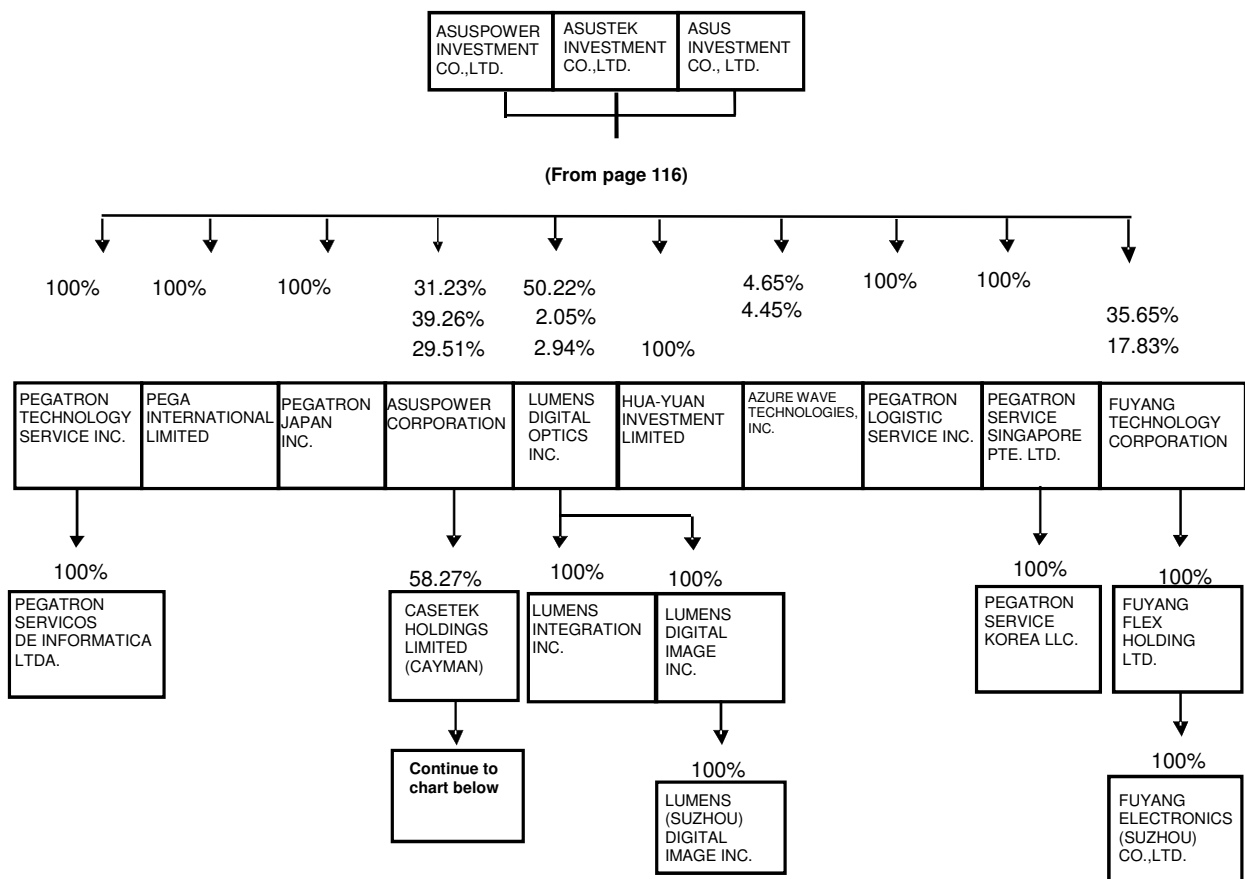 ASUSPOWER
INVESTMENT
CO.,LTD.
ASUSTEK
INVESTMENT
CO.,LTD.
ASUS
INVESTMENT
CO., LTD.
(From page 116)
100%
100%
100%
31.23%
39.26%
29.51%
50.22%
2.05%
2.94%
100%
4.65%
4.45%
100%
100%
35.65%
17.83%
PEGATRON
TECHNOLOGY
SERVICE INC.
PEGA
INTERNATIONAL
LIMITED
PEGATRON
JAPAN
INC.
ASUSPOWER
CORPORATION
LUMENS
DIGITAL
OPTICS
INC.
HUA-YUAN
INVESTMENT
LIMITED
AZURE WAVE
TECHNOLOGIES,
INC.
PEGATRON
LOGISTIC
SERVICE INC.
PEGATRON
SERVICE
SINGAPORE
PTE. LTD.
FUYANG
TECHNOLOGY
CORPORATION
100%
58.27%
100%
100%
100%
100%
PEGATRON
SERVICOS
DE INFORMATICA
LTDA.
CASETEK
HOLDINGS
LIMITED
(CAYMAN)
LUMENS
INTEGRATION
INC.
LUMENS
DIGITAL
IMAGE
INC.
PEGATRON
SERVICE
KOREA LLC.
FUYANG
FLEX
HOLDING
LTD.
Continue to
chart below
100%
100%
LUMENS
(SUZHOU)
DIGITAL
IMAGE INC.
FUYANG
ELECTRONICS
(SUZHOU)
CO.,LTD.